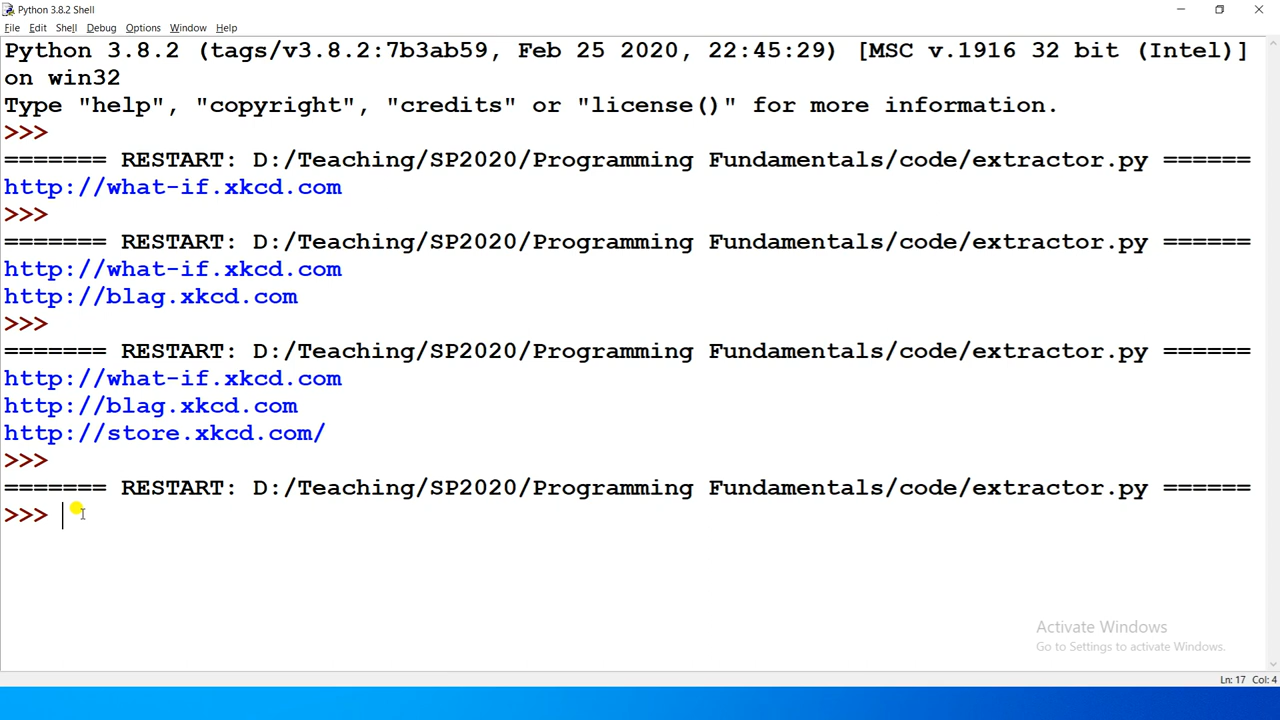 Python 3.8.2 Shell
File Edit Shell Debug Options Window Help
Python 3.8.2 (tags/v3.8.2:7b3ab59, Feb 25 2020, 22:45:29) [MSC v.1916 32 bit (Intel)]
on win32
Type "help", "copyright", "credits" or "license()" for more information.
>>>
======= RESTART: D:/Teaching/SP2020/Programming Fundamentals/code/extractor.py ======
http://what-if.xkcd.com
>>>
======= RESTART: D:/Teaching/SP2020/Programming Fundamentals/code/extractor.py ======
http://what-if.xkcd.com
http://blag.xkcd.com
>>>
======= RESTART: D:/Teaching/SP2020/Programming Fundamentals/code/extractor.py ======
http://what-if.xkcd.com
http://blag.xkcd.com
http://store.xkcd.com/
>>>
======= RESTART: D:/Teaching/SP2020/Programming Fundamentals/code/extractor.py ======
>>>
Activate Windows
Go to Settings to activate Windows.
Ln: 17 Col: 4